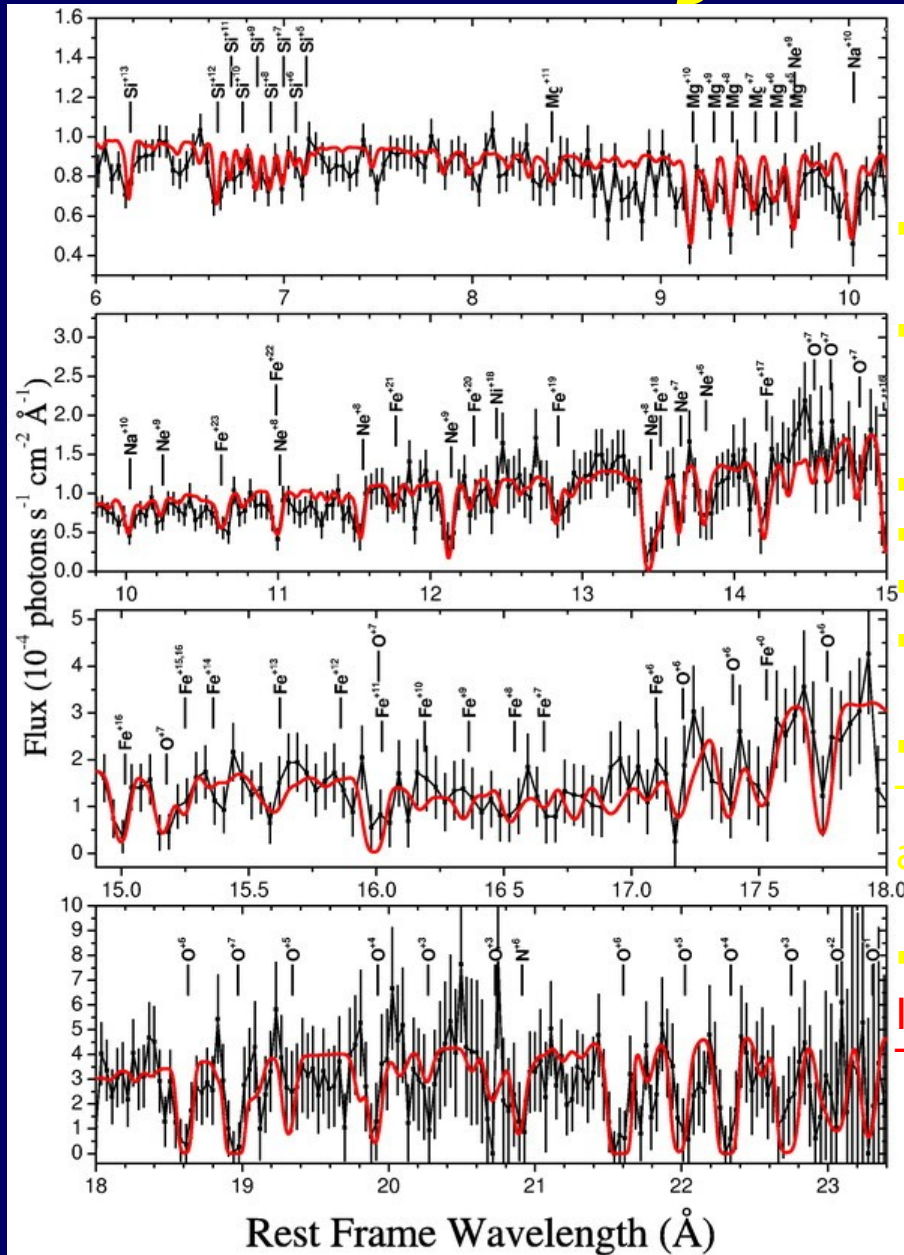 Flux (10⁻⁴ photons s⁻¹ cm⁻² Å⁻¹)
1.6
1.4
1.2
1.0
0.8
0.6
0.4
Si⁺¹³
Si⁺¹²
Si⁺¹¹
Si⁺¹⁰
Si⁺⁹
Si⁺⁸
Si⁺⁷
Si⁺⁶
Si⁺⁵
Mg⁺¹¹
Mg⁺¹⁰
Mg⁺⁹
Mg⁺⁸
Mg⁺⁷
Mg⁺⁶
Mg⁺⁵
Ne⁺⁹
Na⁺¹⁰
6 7 8 9 10
3.0
2.5
2.0
1.5
1.0
0.5
0.0
Na⁺¹⁰
Ne⁺⁹
Fe⁺²³
Ne⁺⁸
Fe⁺²²
Ne⁺⁸
Fe⁺²¹
Ne⁺⁹
Fe⁺²⁰
Ni⁺¹⁸
Fe⁺¹⁹
Ne⁺⁸
Fe⁺¹⁸
Ne⁺⁷
Ne⁺⁶
Fe⁺¹⁷
O⁺⁷
O⁺⁷
O⁺⁷
10 11 12 13 14 15
5
4
3
2
1
0
Fe⁺¹⁶
O⁺⁷
Fe⁺¹⁵,¹⁶
Fe⁺¹⁴
Fe⁺¹³
Fe⁺¹²
O⁺⁷
Fe⁺¹¹
Fe⁺¹⁰
Fe⁺⁹
Fe⁺⁸
Fe⁺⁷
Fe⁺⁶
O⁺⁶
O⁺⁶
Fe⁺⁰
O⁺⁶
15.0 15.5 16.0 16.5 17.0 17.5 18.0
10
9
8
7
6
5
4
3
2
1
0
O⁺⁶
O⁺⁷
O⁺⁵
O⁺⁴
O⁺³
O⁺³
N⁺⁶
O⁺⁶
O⁺⁵
O⁺⁴
O⁺³
O⁺²
O⁺¹
18 19 20 21 22 23
Rest Frame Wavelength (Å)